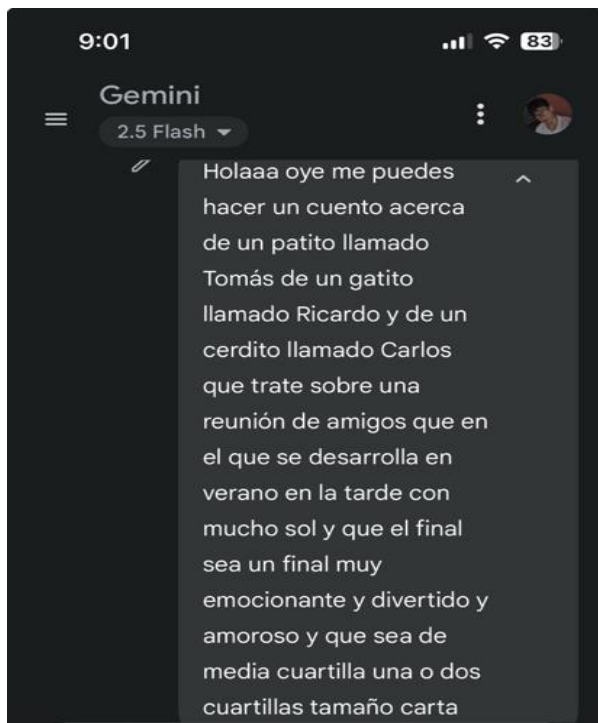 9:01
83
Gemini
2.5 Flash
Holaaa oye me puedes
hacer un cuento acerca
de un patito llamado
Tomás de un gatito
llamado Ricardo y de un
cerdito llamado Carlos
que trate sobre una
reunión de amigos que en
el que se desarrolla en
verano en la tarde con
mucho sol y que el final
sea un final muy
emocionante y divertido y
amoroso y que sea de
media cuartilla una o dos
cuartillas tamaño carta